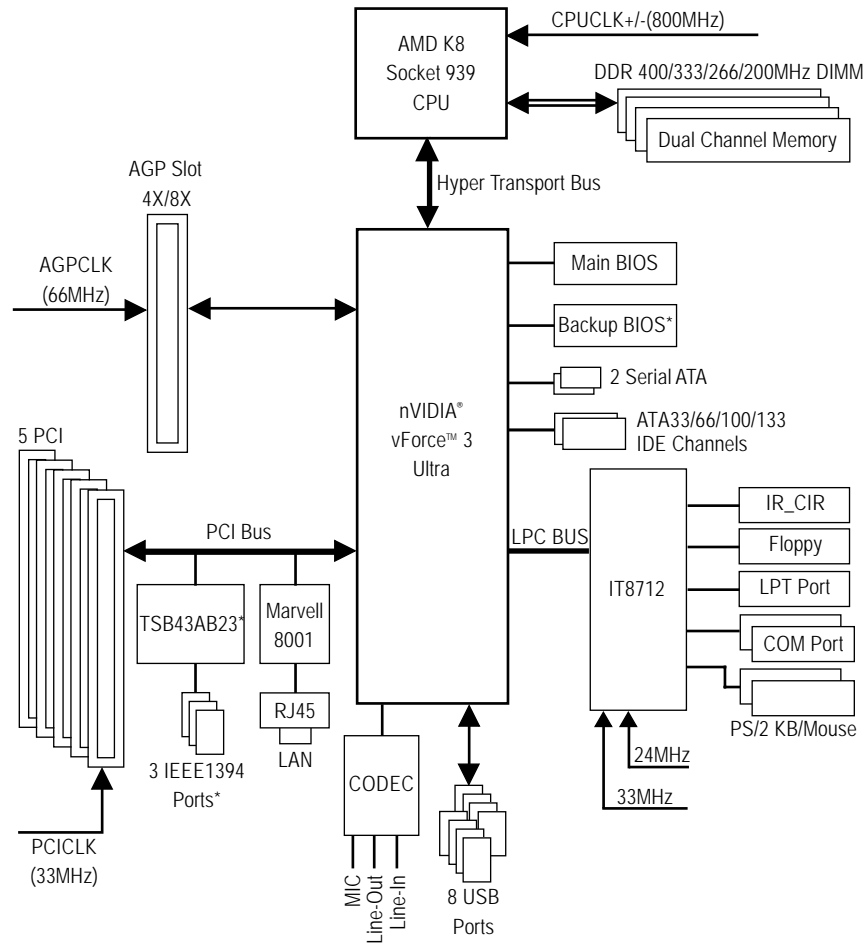 CPUCLK+/-(800MHz)
AMD K8
Socket 939
CPU
DDR 400/333/266/200MHz DIMM
Dual Channel Memory
Hyper Transport Bus
AGP Slot
4X/8X
AGPCLK
(66MHz)
Main BIOS
Backup BIOS*
2 Serial ATA
ATA33/66/100/133
IDE Channels
nVIDIA®
vForce™ 3
Ultra
5 PCI
PCI Bus
LPC BUS
IT8712
IR_CIR
Floppy
LPT Port
COM Port
PS/2 KB/Mouse
TSB43AB23*
Marvell
8001
RJ45
LAN
3 IEEE1394
Ports*
24MHz
33MHz
CODEC
PCICLK
(33MHz)
MIC
Line-Out
Line-In
8 USB
Ports